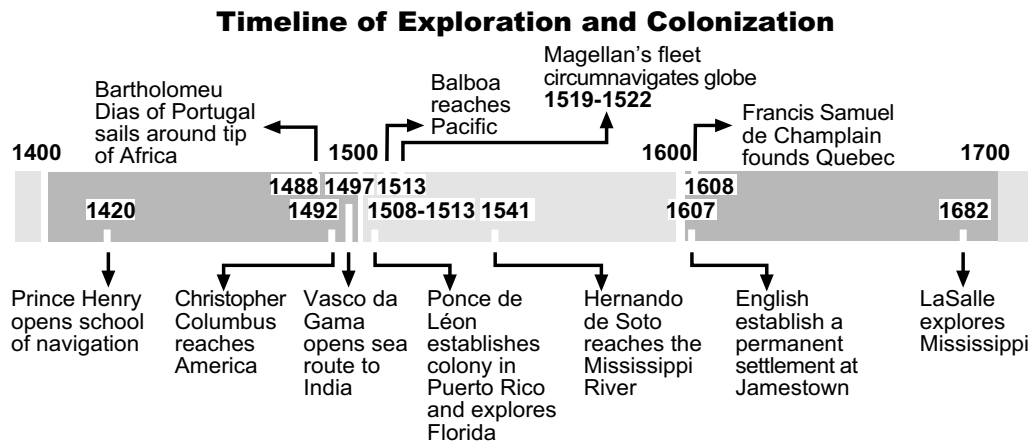 Timeline of Exploration and Colonization
Magellan's fleet
circumnavigates globe
1519-1522
Bartholomeu
Dias of Portugal
sails around tip
of Africa
Balboa
reaches
Pacific
Francis Samuel
de Champlain
founds Quebec
1400
1500
1600
1700
1488
1497
1513
1608
1420
1492
1508-1513
1541
1607
1682
Prince Henry
opens school
of navigation
Christopher
Columbus
reaches
America
Vasco da
Gama
opens sea
route to
India
Ponce de
Léon
establishes
colony in
Puerto Rico
and explores
Florida
Hernando
de Soto
reaches the
Mississippi
River
English
establish a
permanent
settlement at
Jamestown
LaSalle
explores
Mississippi